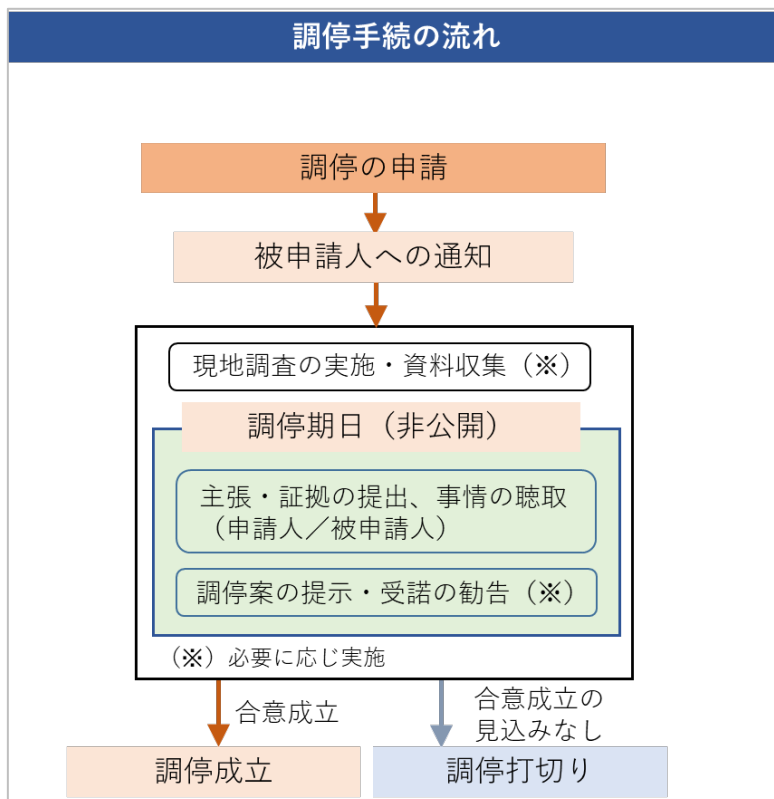 調停手続の流れ
調停の申請
被申請人への通知
現地調査の実施・資料収集（※）
調停期日（非公開）
主張・証拠の提出、事情の聴取
（申請人／被申請人）
調停案の提示・受諾の勧告（※）
（※）必要に応じ実施
合意成立
合意成立の
見込みなし
調停成立
調停打切り